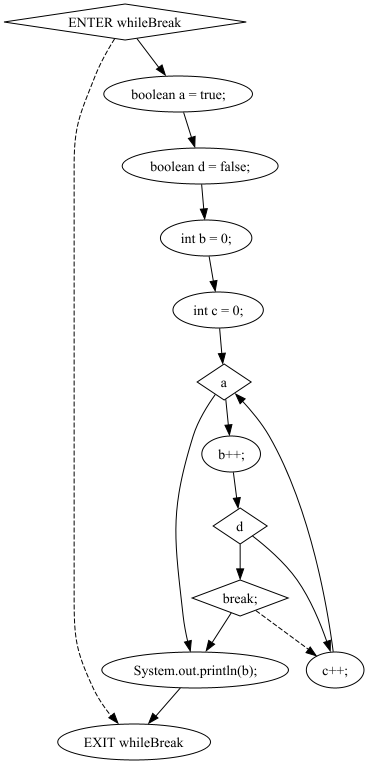 ENTER whileBreak
boolean a = true;
boolean d = false;
int b = 0;
int c = 0;
a
b++;
d
break;
System.out.println(b);
c++;
EXIT whileBreak